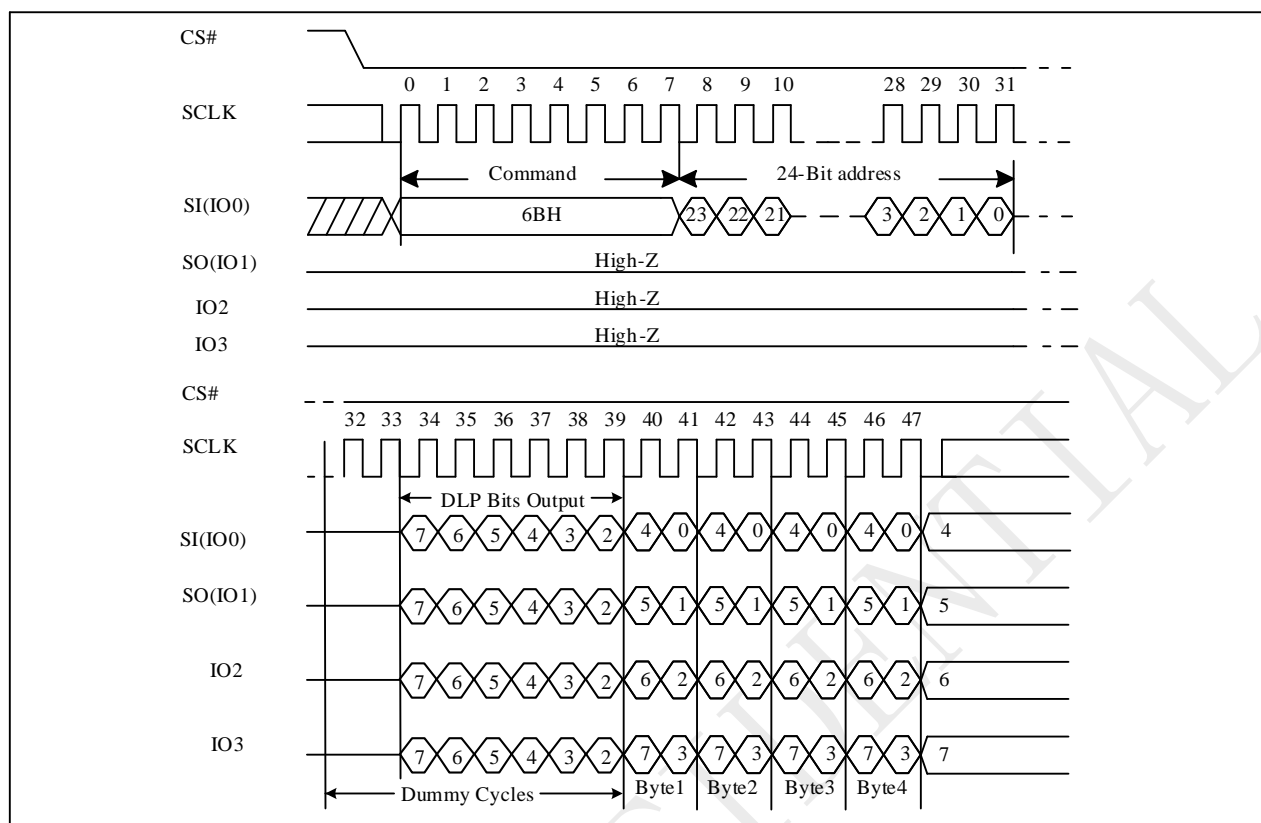 CS#
0 1 2 3 4 5 6 7 8 9 10 28 29 30 31
SCLK
Command 24-Bit address
SI(IO0) 6BH 23 22 21 3 2 1 0
SO(IO1) High-Z
IO2 High-Z
IO3 High-Z
CS#
32 33 34 35 36 37 38 39 40 41 42 43 44 45 46 47
SCLK
DLP Bits Output
SI(IO0) 7 6 5 4 3 2 4 0 4 0 4 0 4 0 4
SO(IO1) 7 6 5 4 3 2 5 1 5 1 5 1 5 1 5
IO2 7 6 5 4 3 2 6 2 6 2 6 2 6 2 6
IO3 7 6 5 4 3 2 7 3 7 3 7 3 7 3 7
Dummy Cycles Byte1 Byte2 Byte3 Byte4